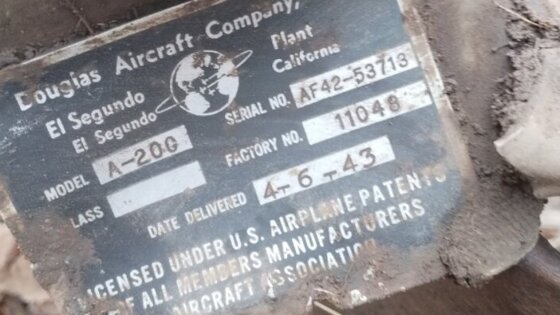 Douglas Aircraft Company,
El Segundo Plant
El Segundo California
MODEL A-20G SERIAL NO. AF42-53713
LASS FACTORY NO. 11048
DATE DELIVERED 4-6-43
ICENSED UNDER U.S. AIRPLANE PATENTS
OF ALL MEMBERS MANUFACTURERS
AIRCRAFT ASSOCIATION